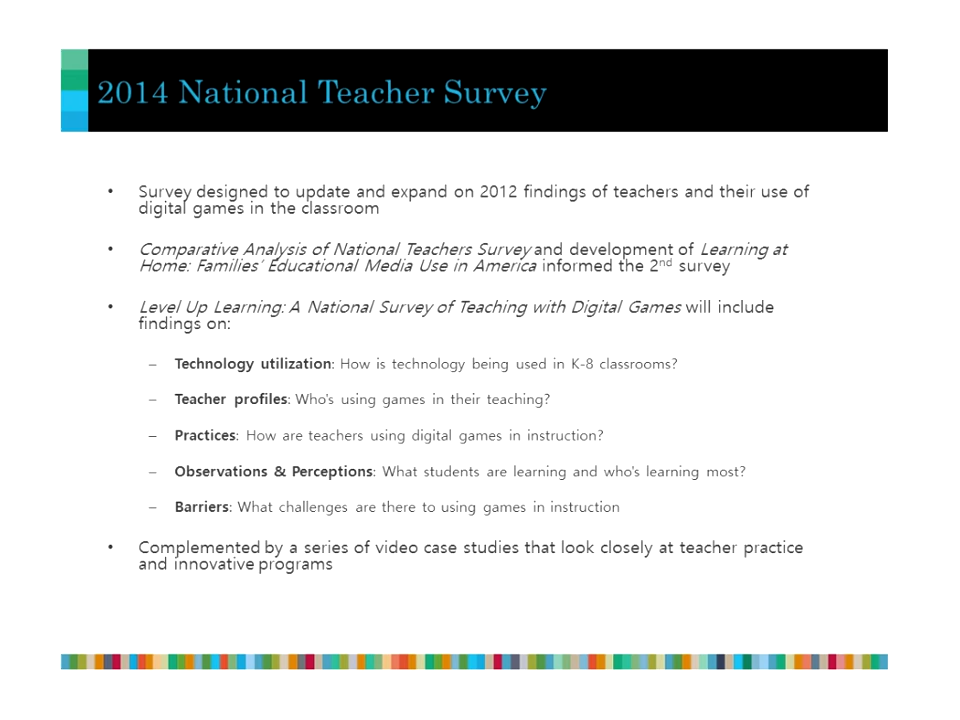 2014 National Teacher Survey
• Survey designed to update and expand on 2012 findings of teachers and their use of
digital games in the classroom
• Comparative Analysis of National Teachers Survey and development of Learning at
Home: Families’ Educational Media Use in America informed the 2nd survey
• Level Up Learning: A National Survey of Teaching with Digital Games will include
findings on:
– Technology utilization: How is technology being used in K-8 classrooms?
– Teacher profiles: Who's using games in their teaching?
– Practices: How are teachers using digital games in instruction?
– Observations & Perceptions: What students are learning and who's learning most?
– Barriers: What challenges are there to using games in instruction
• Complemented by a series of video case studies that look closely at teacher practice
and innovative programs